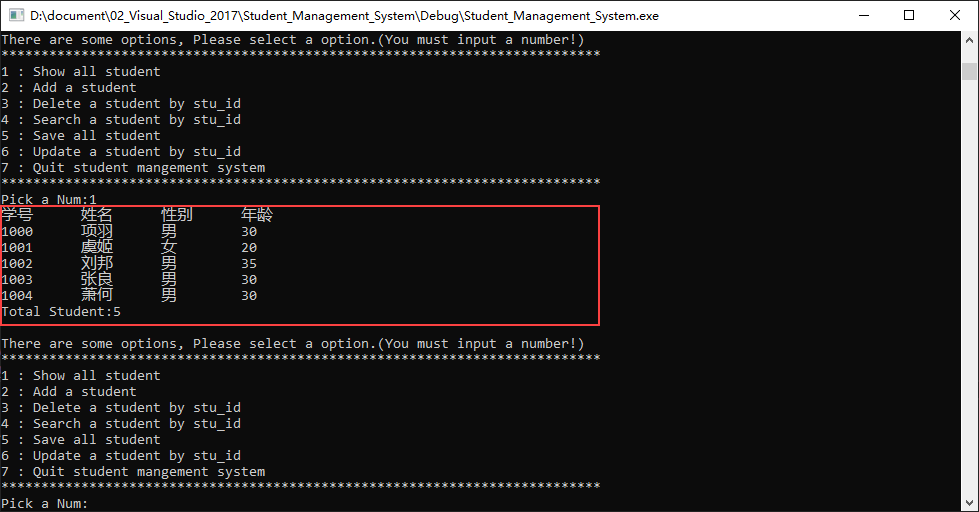 D:\document\02_Visual_Studio_2017\Student_Management_System\Debug\Student_Management_System.exe
There are some options, Please select a option.(You must input a number!)
***************************************************************************
1 : Show all student
2 : Add a student
3 : Delete a student by stu_id
4 : Search a student by stu_id
5 : Save all student
6 : Update a student by stu_id
7 : Quit student mangement system
***************************************************************************
Pick a Num:1
学号 姓名 性别 年龄
1000 项羽 男 30
1001 虞姬 女 20
1002 刘邦 男 35
1003 张良 男 30
1004 萧何 男 30
Total Student:5
There are some options, Please select a option.(You must input a number!)
***************************************************************************
1 : Show all student
2 : Add a student
3 : Delete a student by stu_id
4 : Search a student by stu_id
5 : Save all student
6 : Update a student by stu_id
7 : Quit student mangement system
***************************************************************************
Pick a Num: